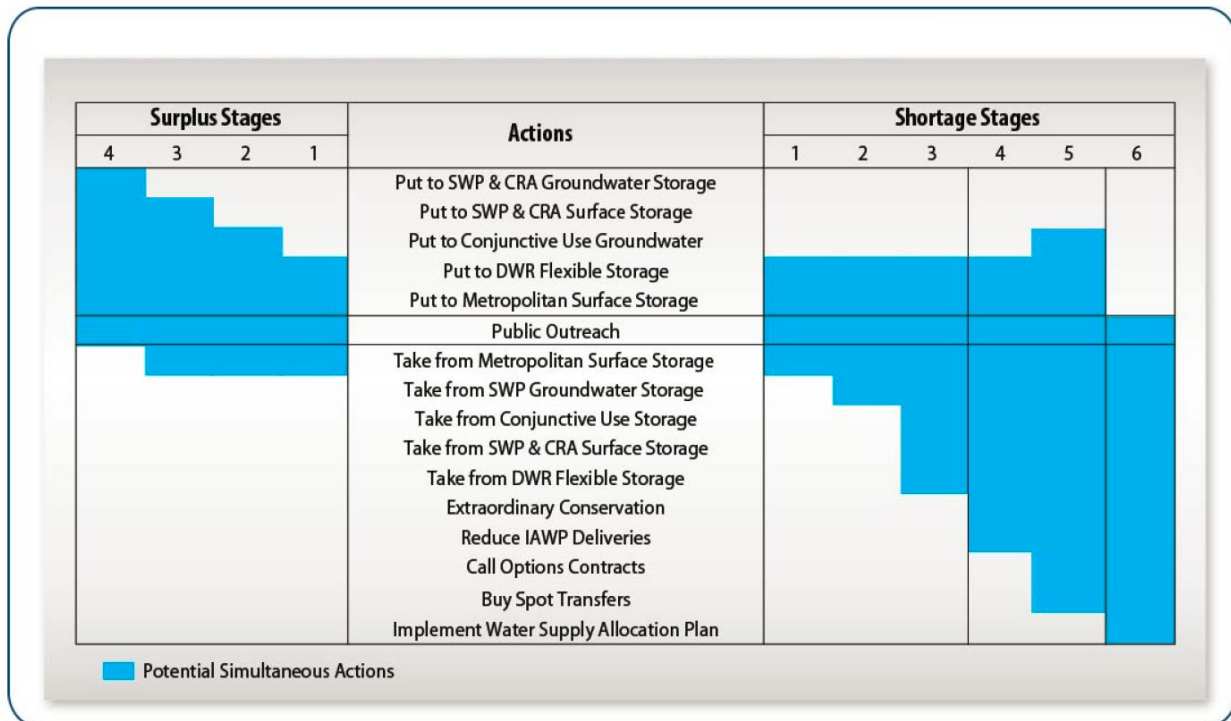 Surplus Stages
Actions
Shortage Stages
4 3 2 1
1 2 3 4 5 6
Put to SWP & CRA Groundwater Storage
Put to SWP & CRA Surface Storage
Put to Conjunctive Use Groundwater
Put to DWR Flexible Storage
Put to Metropolitan Surface Storage
Public Outreach
Take from Metropolitan Surface Storage
Take from SWP Groundwater Storage
Take from Conjunctive Use Storage
Take from SWP & CRA Surface Storage
Take from DWR Flexible Storage
Extraordinary Conservation
Reduce IAWP Deliveries
Call Options Contracts
Buy Spot Transfers
Implement Water Supply Allocation Plan
Potential Simultaneous Actions